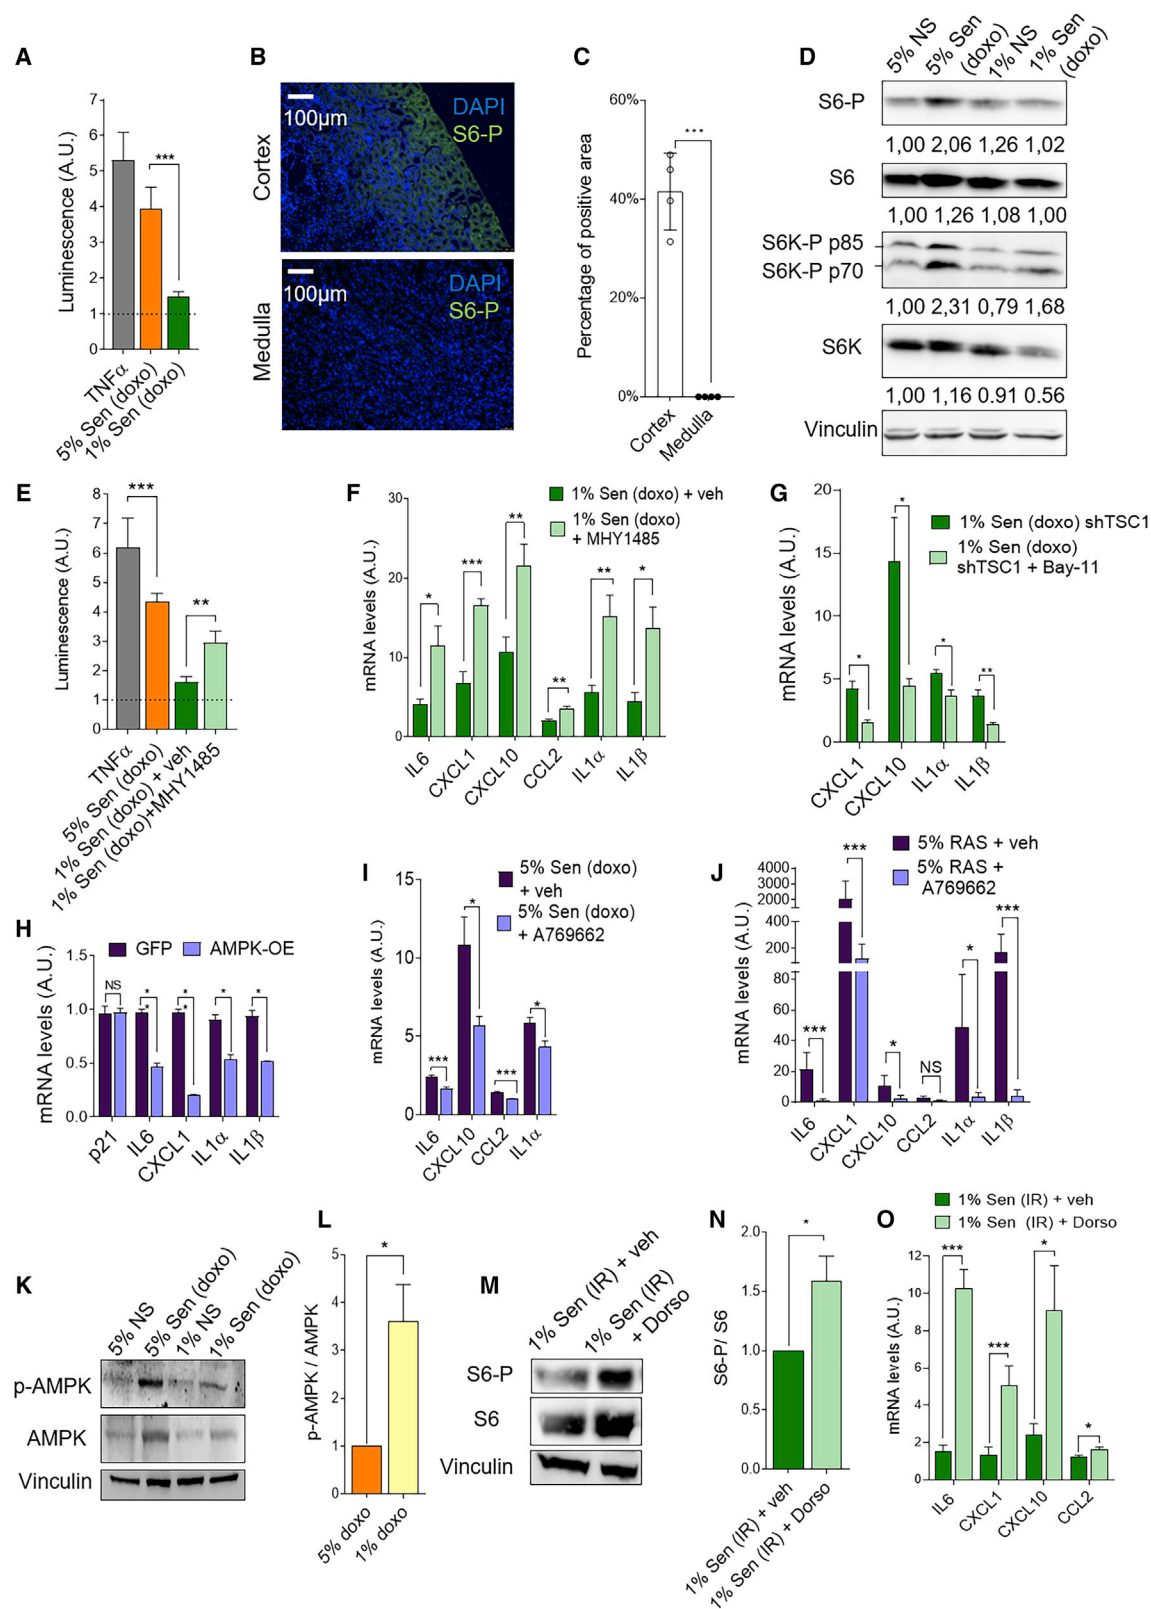 A
Luminescence (A.U.)
7
6
5
4
3
2
1
0
***
TNFα
5% Sen (doxo)
1% Sen (doxo)
B
Cortex
100µm
DAPI
S6-P
Medulla
100µm
DAPI
S6-P
C
Percentage of positive area
60%
40%
20%
0%
***
Cortex
Medulla
D
5% NS
5% Sen (doxo)
1% NS
1% Sen (doxo)
S6-P
1,00 2,06 1,26 1,02
S6
1,00 1,26 1,08 1,00
S6K-P p85
S6K-P p70
1,00 2,31 0,79 1,68
S6K
1,00 1,16 0.91 0.56
Vinculin
E
Luminescence (A.U.)
8
7
6
5
4
3
2
1
0
***
**
TNFα
5% Sen (doxo)
1% Sen (doxo) + veh
1% Sen (doxo)+MHY1485
F
1% Sen (doxo) + veh
1% Sen (doxo)
+ MHY1485
mRNA levels (A.U.)
30
20
10
0
*
***
**
**
**
*
IL6
CXCL1
CXCL10
CCL2
IL1α
IL1β
G
1% Sen (doxo) shTSC1
1% Sen (doxo)
shTSC1 + Bay-11
mRNA levels (A.U.)
20
15
10
5
0
*
*
*
**
CXCL1
CXCL10
IL1α
IL1β
H
GFP
AMPK-OE
mRNA levels (A.U.)
1.5
1.0
0.5
0.0
NS
*
*
*
*
*
*
p21
IL6
CXCL1
IL1α
IL1β
I
5% Sen (doxo)
+ veh
5% Sen (doxo)
+ A769662
mRNA levels (A.U.)
15
10
5
0
***
*
***
*
IL6
CXCL10
CCL2
IL1α
J
5% RAS + veh
5% RAS +
A769662
mRNA levels (A.U.)
4000
3000
2000
400
200
80
60
40
20
0
***
***
*
NS
*
***
IL6
CXCL1
CXCL10
CCL2
IL1α
IL1β
K
5% NS
5% Sen (doxo)
1% NS
1% Sen (doxo)
p-AMPK
AMPK
Vinculin
L
p-AMPK / AMPK
5
4
3
2
1
0
*
5% doxo
1% doxo
M
1% Sen (IR) + veh
1% Sen (IR)
+ Dorso
S6-P
S6
Vinculin
N
S6-P/ S6
2.0
1.5
1.0
0.5
0.0
*
1% Sen (IR) + veh
1% Sen (IR) + Dorso
O
1% Sen (IR) + veh
1% Sen (IR) + Dorso
mRNA levels (A.U.)
12
10
8
6
4
2
0
***
***
*
*
IL6
CXCL1
CXCL10
CCL2